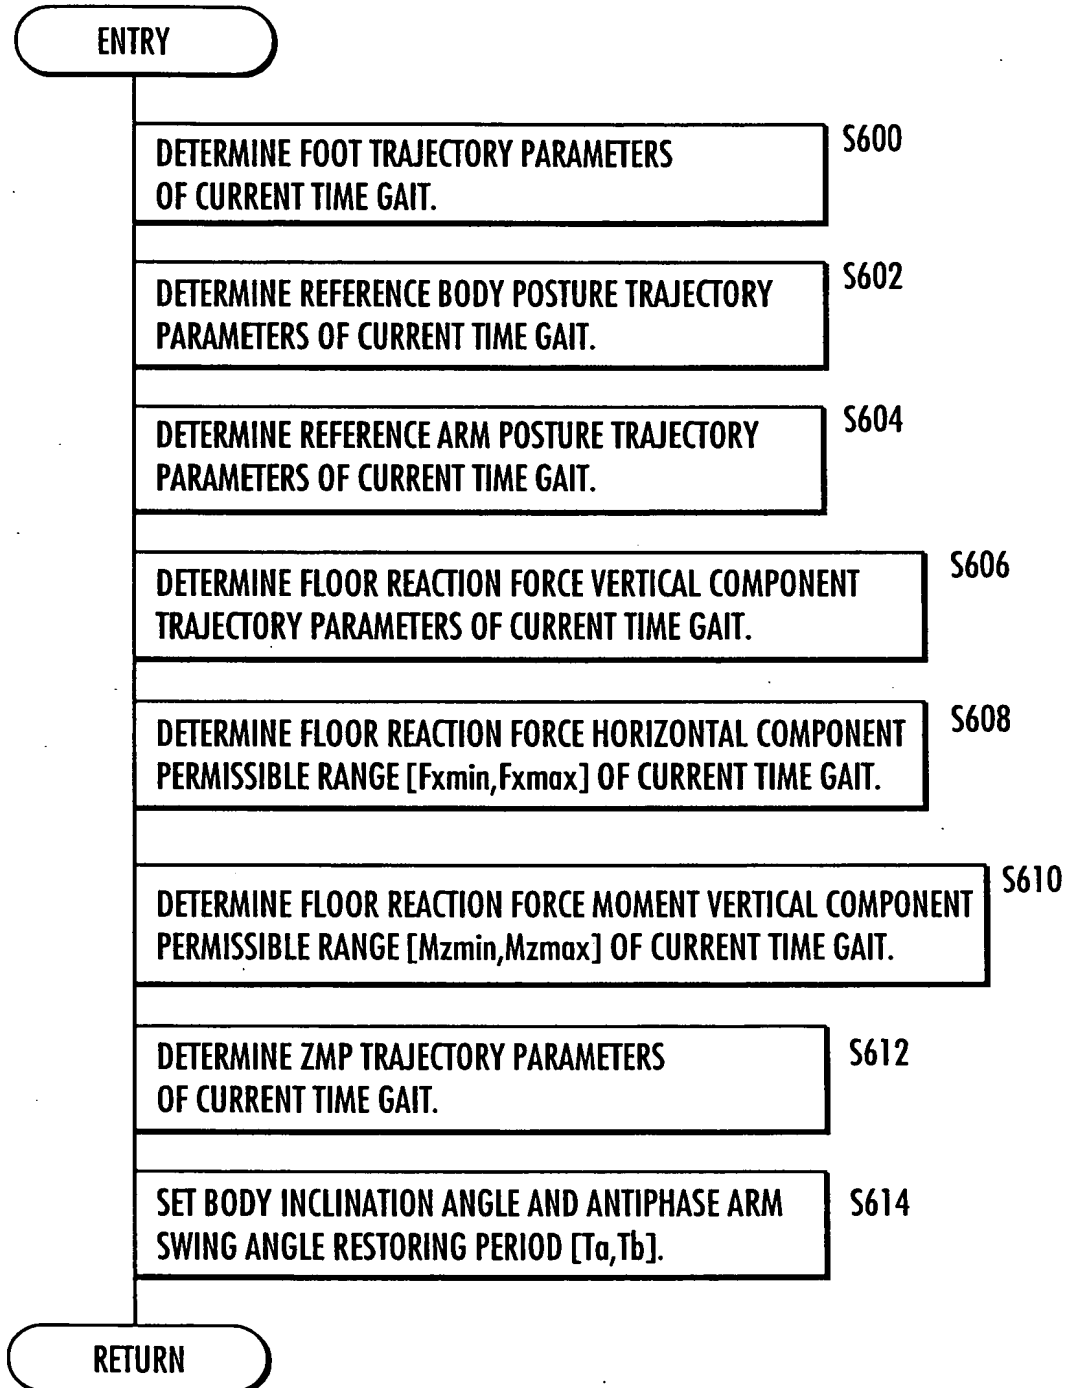 ENTRY
S600
DETERMINE FOOT TRAJECTORY PARAMETERS
OF CURRENT TIME GAIT.
S602
DETERMINE REFERENCE BODY POSTURE TRAJECTORY
PARAMETERS OF CURRENT TIME GAIT.
S604
DETERMINE REFERENCE ARM POSTURE TRAJECTORY
PARAMETERS OF CURRENT TIME GAIT.
S606
DETERMINE FLOOR REACTION FORCE VERTICAL COMPONENT
TRAJECTORY PARAMETERS OF CURRENT TIME GAIT.
S608
DETERMINE FLOOR REACTION FORCE HORIZONTAL COMPONENT
PERMISSIBLE RANGE [Fxmin,Fxmax] OF CURRENT TIME GAIT.
S610
DETERMINE FLOOR REACTION FORCE MOMENT VERTICAL COMPONENT
PERMISSIBLE RANGE [Mzmin,Mzmax] OF CURRENT TIME GAIT.
S612
DETERMINE ZMP TRAJECTORY PARAMETERS
OF CURRENT TIME GAIT.
S614
SET BODY INCLINATION ANGLE AND ANTIPHASE ARM
SWING ANGLE RESTORING PERIOD [Ta,Tb].
RETURN